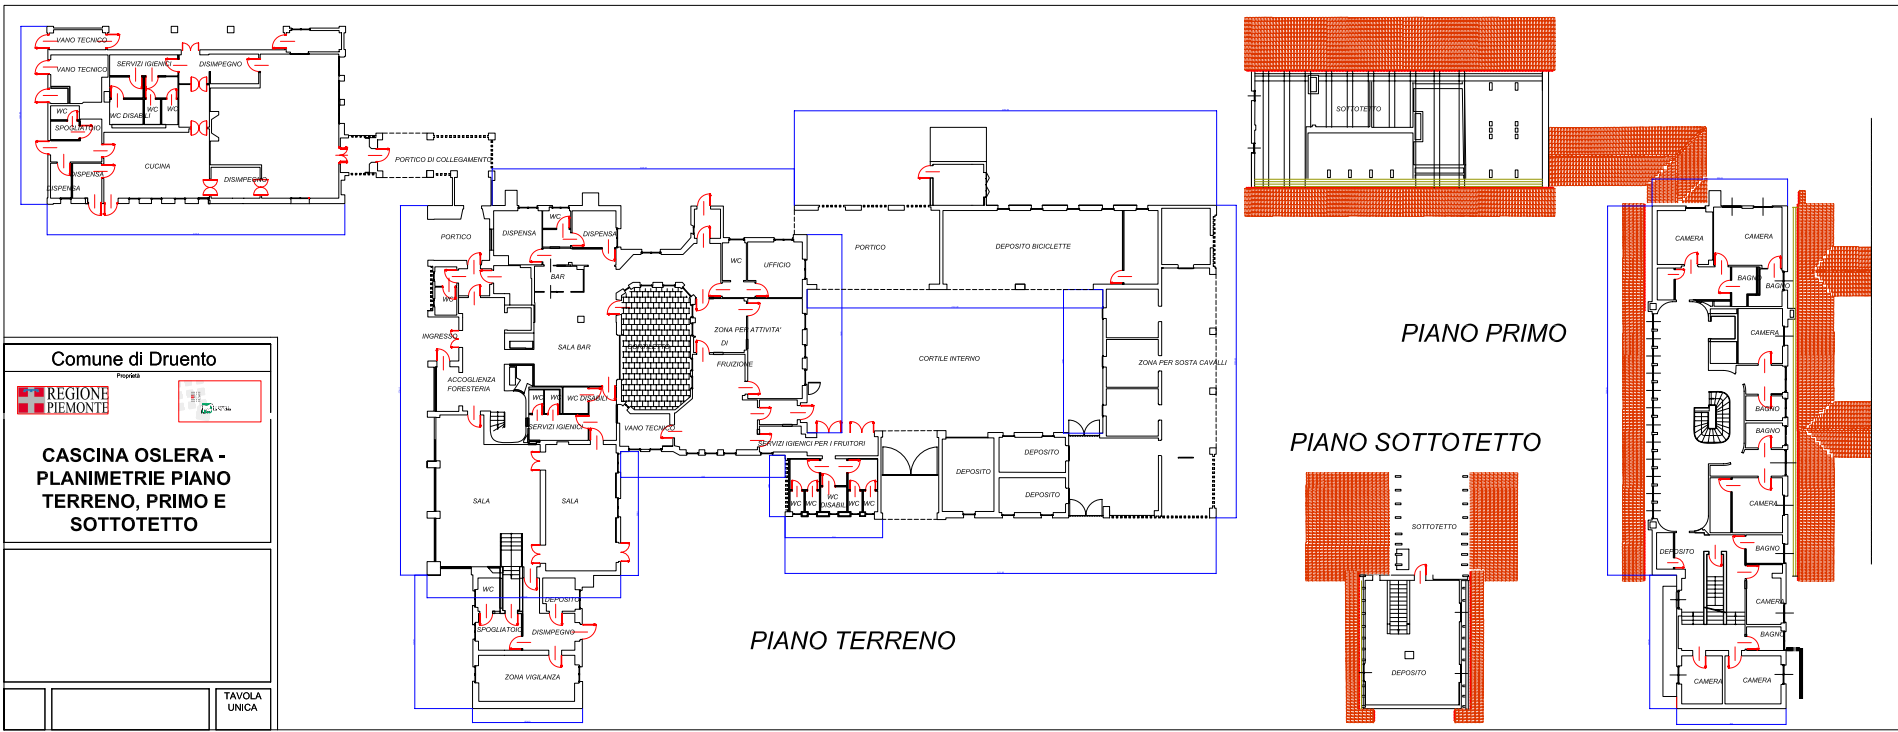 VANO TECNICO
VANO TECNICO
SERVIZI IGIENICI
DISIMPEGNO
WC
WC DISABILI
WC
WC
SPOGLIATOIO
CUCINA
DISPENSA
DISPENSA
DISIMPEGNO
PORTICO DI COLLEGAMENTO
PORTICO
DISPENSA
WC
DISPENSA
BAR
WC
UFFICIO
PORTICO
DEPOSITO BICICLETTE
WC
INGRESSO
SALA BAR
ZONA PER ATTIVITA'
DI
FRUIZIONE
CORTILE INTERNO
ZONA PER SOSTA CAVALLI
ACCOGLIENZA
FORESTERIA
WC
WC
WC DISABILI
SERVIZI IGIENICI
VANO TECNICO
SERVIZI IGIENICI PER I FRUITORI
SALA
SALA
WC
WC
WC
DISABILI
WC
WC
DEPOSITO
DEPOSITO
DEPOSITO
WC
DEPOSITO
SPOGLIATOIO
DISIMPEGNO
ZONA VIGILANZA
PIANO TERRENO
SOTTOTETTO
PIANO PRIMO
PIANO SOTTOTETTO
SOTTOTETTO
DEPOSITO
CAMERA
CAMERA
BAGNO
BAGNO
CAMERA
BAGNO
BAGNO
CAMERA
DEPOSITO
BAGNO
CAMERA
BAGNO
CAMERA
CAMERA
Comune di Druento
Proprietà
REGIONE
PIEMONTE
CASCINA OSLERA -
PLANIMETRIE PIANO
TERRENO, PRIMO E
SOTTOTETTO
TAVOLA
UNICA